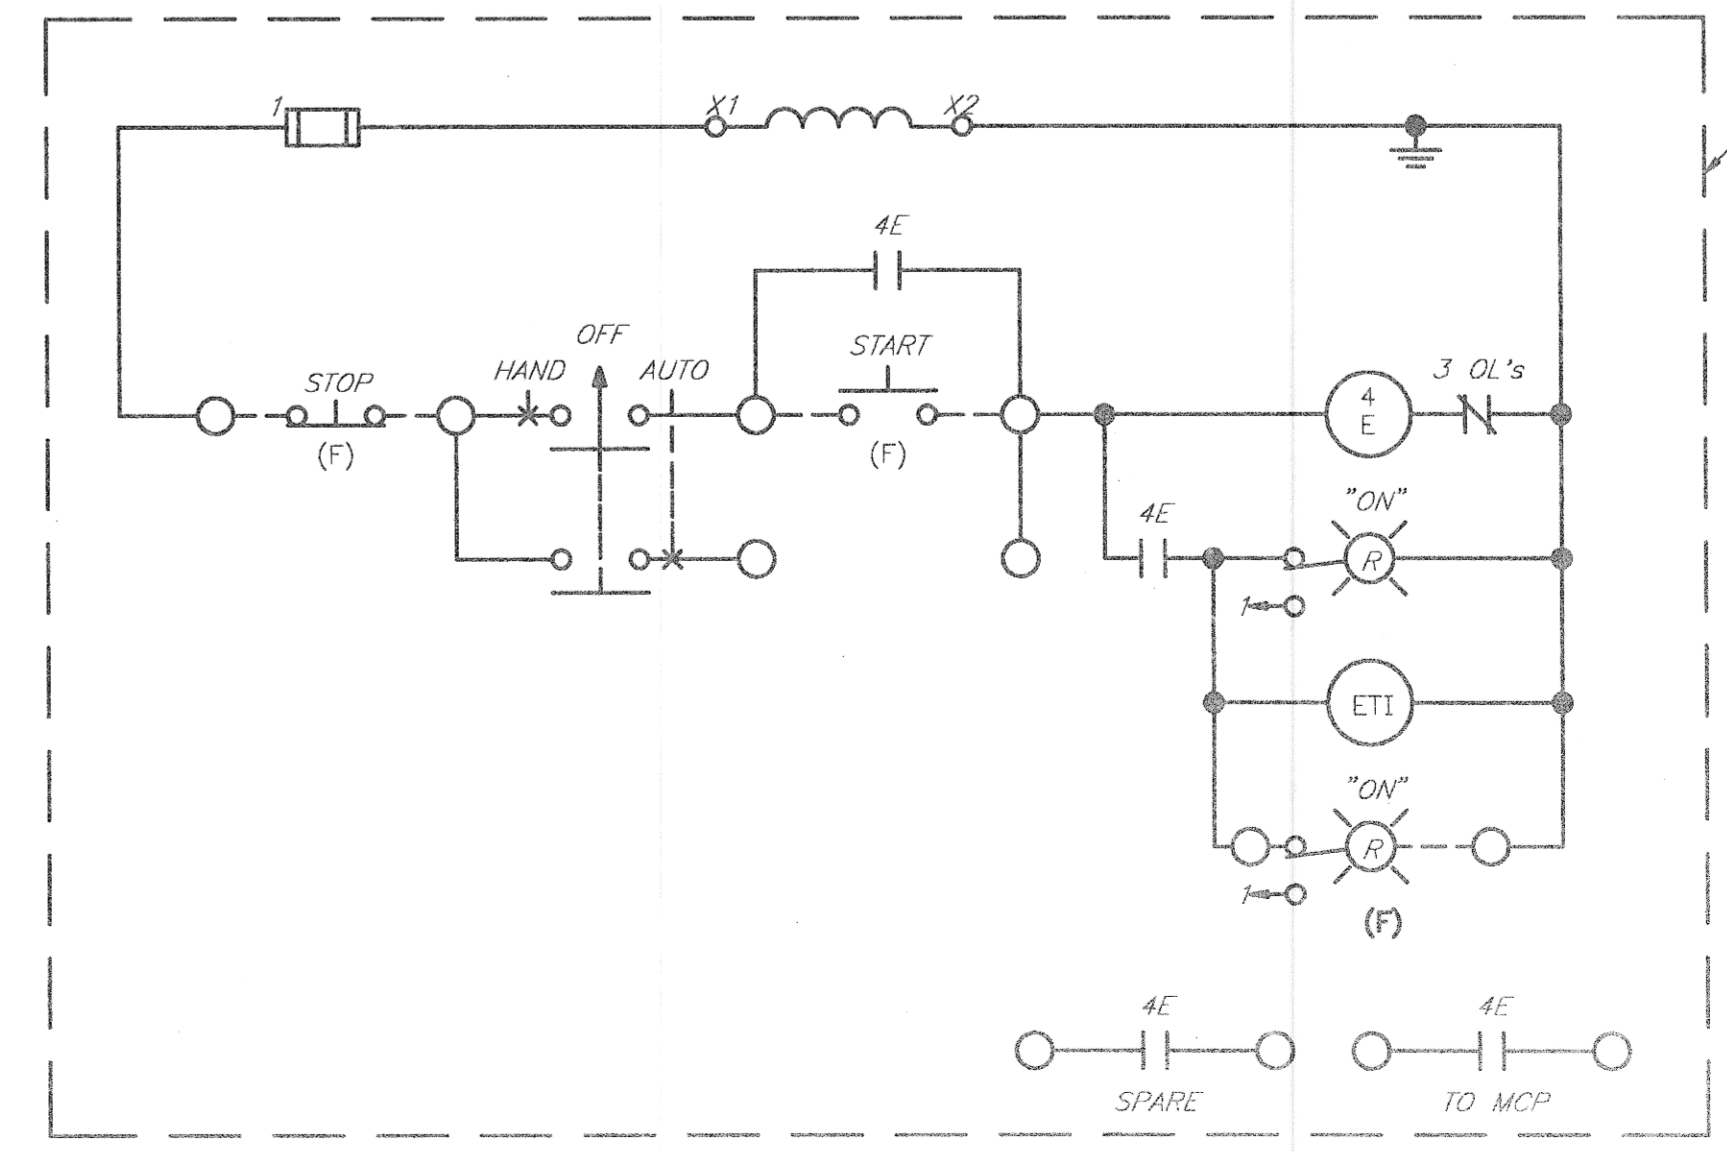 1
X1
X2
4E
OFF
HAND
AUTO
START
STOP
(F)
(F)
4
E
3 OL's
4E
"ON"
R
1
ETI
"ON"
R
1
(F)
4E
SPARE
4E
TO MCP